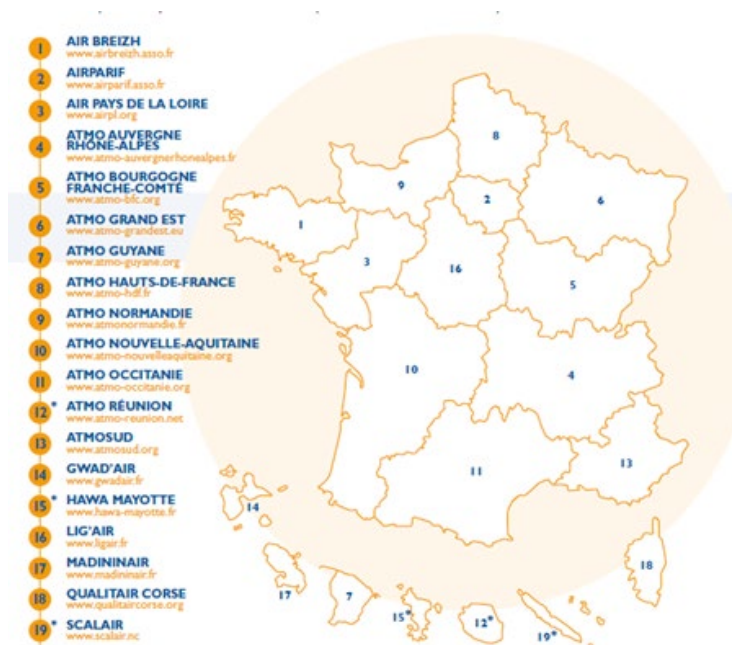 1 AIR BREIZH
www.airbreizh.asso.fr
2 AIRPARIF
www.airparif.asso.fr
3 AIR PAYS DE LA LOIRE
www.airpl.org
4 ATMO AUVERGNE
RHÔNE-ALPES
www.atmo-auvergnerhonealpes.fr
5 ATMO BOURGOGNE
FRANCHE-COMTÉ
www.atmo-bfc.org
6 ATMO GRAND EST
www.atmo-grandest.eu
7 ATMO GUYANE
www.atmo-guyane.org
8 ATMO HAUTS-DE-FRANCE
www.atmo-hdf.fr
9 ATMO NORMANDIE
www.atmonormandie.fr
10 ATMO NOUVELLE-AQUITAINE
www.atmo-nouvelleaquitaine.org
11 ATMO OCCITANIE
www.atmo-occitanie.org
12* ATMO RÉUNION
www.atmo-reunion.net
13 ATMOSUD
www.atmosud.org
14 GWAD'AIR
www.gwadair.fr
15* HAWA MAYOTTE
www.hawa-mayotte.fr
16 LIG'AIR
www.ligair.fr
17 MADININAIR
www.madininair.fr
18 QUALITAIR CORSE
www.qualitaircorse.org
19* SCALAIR
www.scalair.nc
8
9
2
6
1
3
16
5
10
4
11
13
14
18
17
7
15*
12*
19*